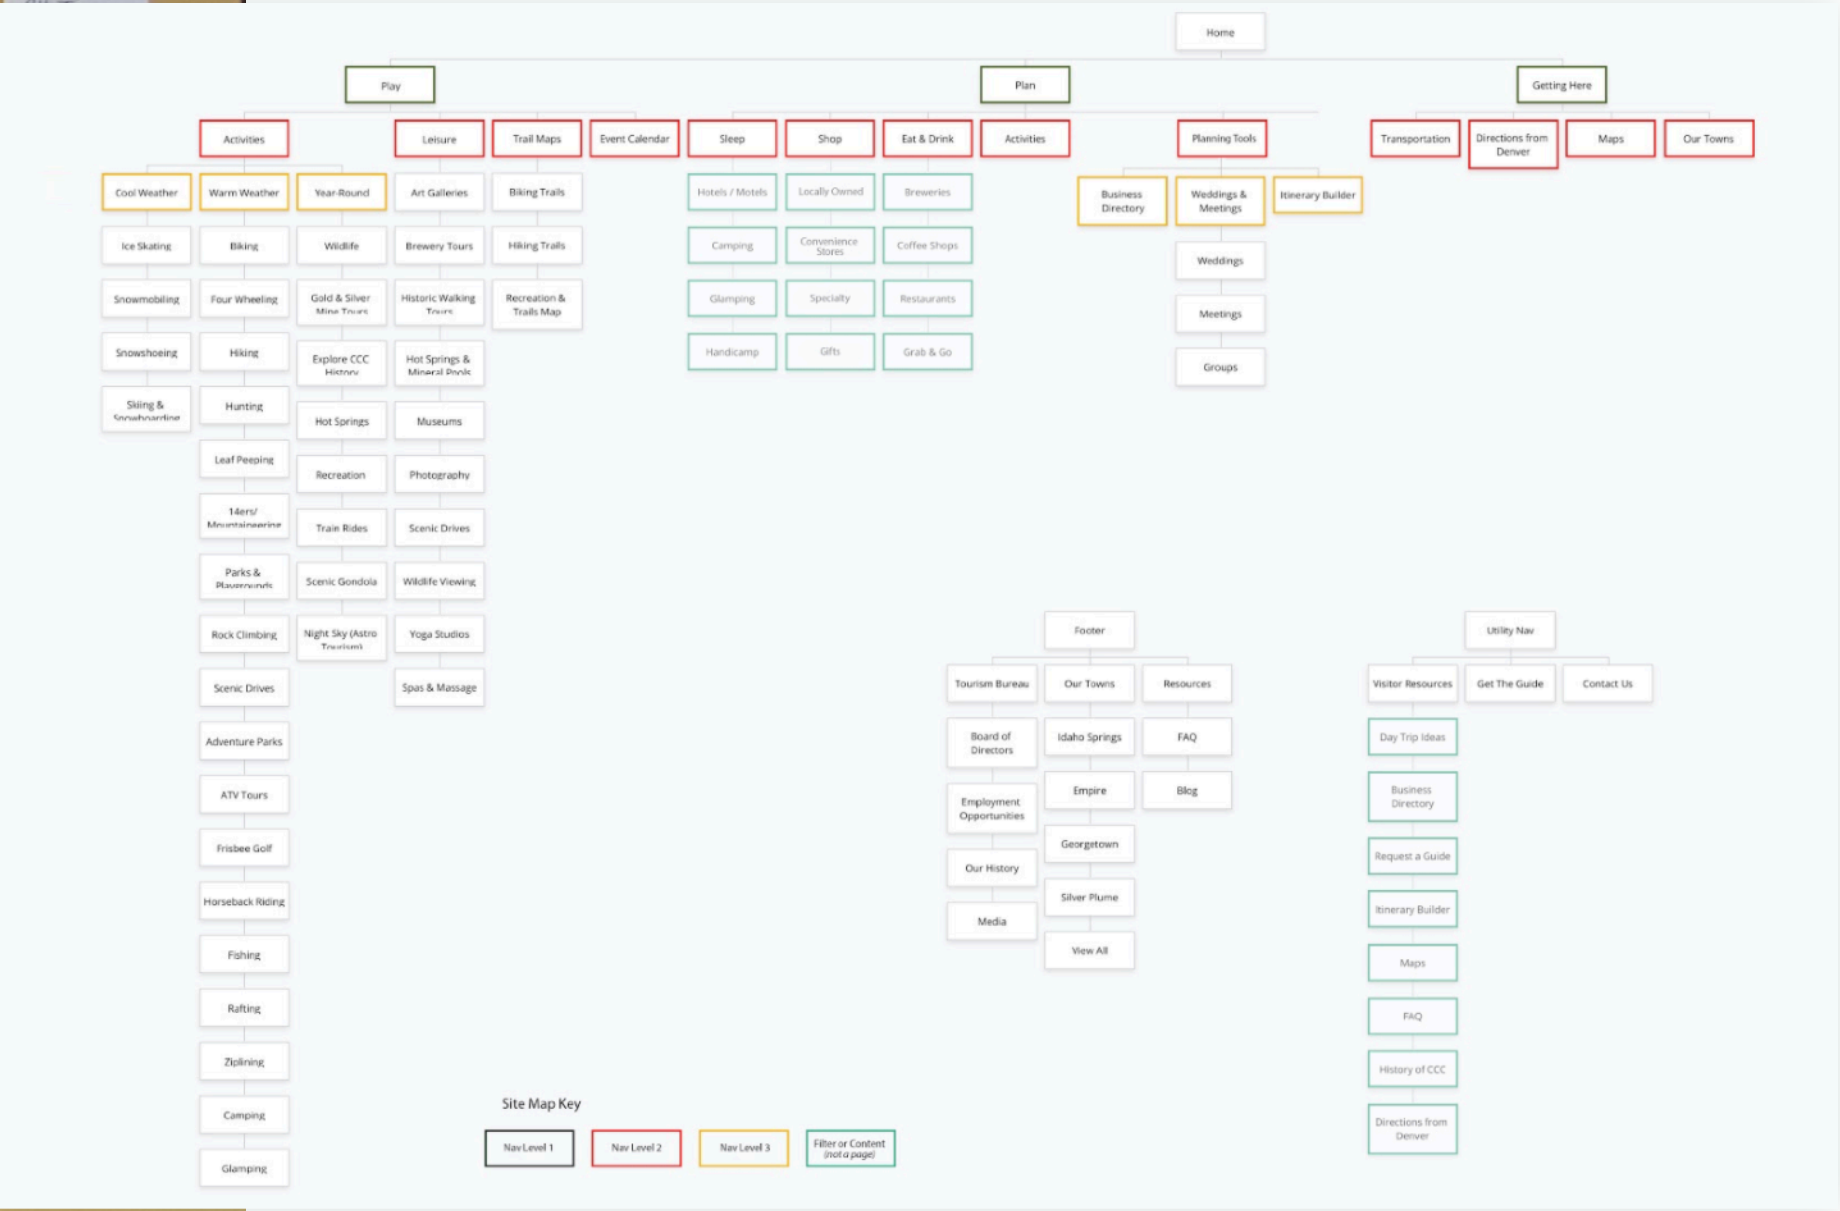 Home
Play
Plan
Getting Here
Activities
Leisure
Trail Maps
Event Calendar
Sleep
Shop
Eat & Drink
Activities
Planning Tools
Transportation
Directions from
Denver
Maps
Our Towns
Cool Weather
Ice Skating
Snowmobiling
Snowshoeing
Skiing &
Snowboarding
Warm Weather
Biking
Four Wheeling
Hiking
Hunting
Leaf Peeping
14ers/
Mountaineering
Parks &
Playgrounds
Rock Climbing
Scenic Drives
Adventure Parks
ATV Tours
Frisbee Golf
Horseback Riding
Fishing
Rafting
Ziplining
Camping
Glamping
Year-Round
Wildlife
Gold & Silver
Mine Tours
Explore CCC
History
Hot Springs
Recreation
Train Rides
Scenic Gondola
Night Sky (Astro
Tourism)
Art Galleries
Brewery Tours
Historic Walking
Tours
Hot Springs &
Mineral Pools
Museums
Photography
Scenic Drives
Wildlife Viewing
Yoga Studios
Spas & Massage
Biking Trails
Hiking Trails
Recreation &
Trails Map
Hotels / Motels
Camping
Glamping
Handicamp
Locally Owned
Convenience
Stores
Specialty
Gifts
Breweries
Coffee Shops
Restaurants
Grab & Go
Business
Directory
Weddings &
Meetings
Itinerary Builder
Weddings
Meetings
Groups
Footer
Tourism Bureau
Board of
Directors
Employment
Opportunities
Our History
Media
Our Towns
Idaho Springs
Empire
Georgetown
Silver Plume
View All
Resources
FAQ
Blog
Utility Nav
Visitor Resources
Get The Guide
Contact Us
Day Trip Ideas
Business
Directory
Request a Guide
Itinerary Builder
Maps
FAQ
History of CCC
Directions from
Denver
Site Map Key
Nav Level 1
Nav Level 2
Nav Level 3
Filter or Content
(not a page)